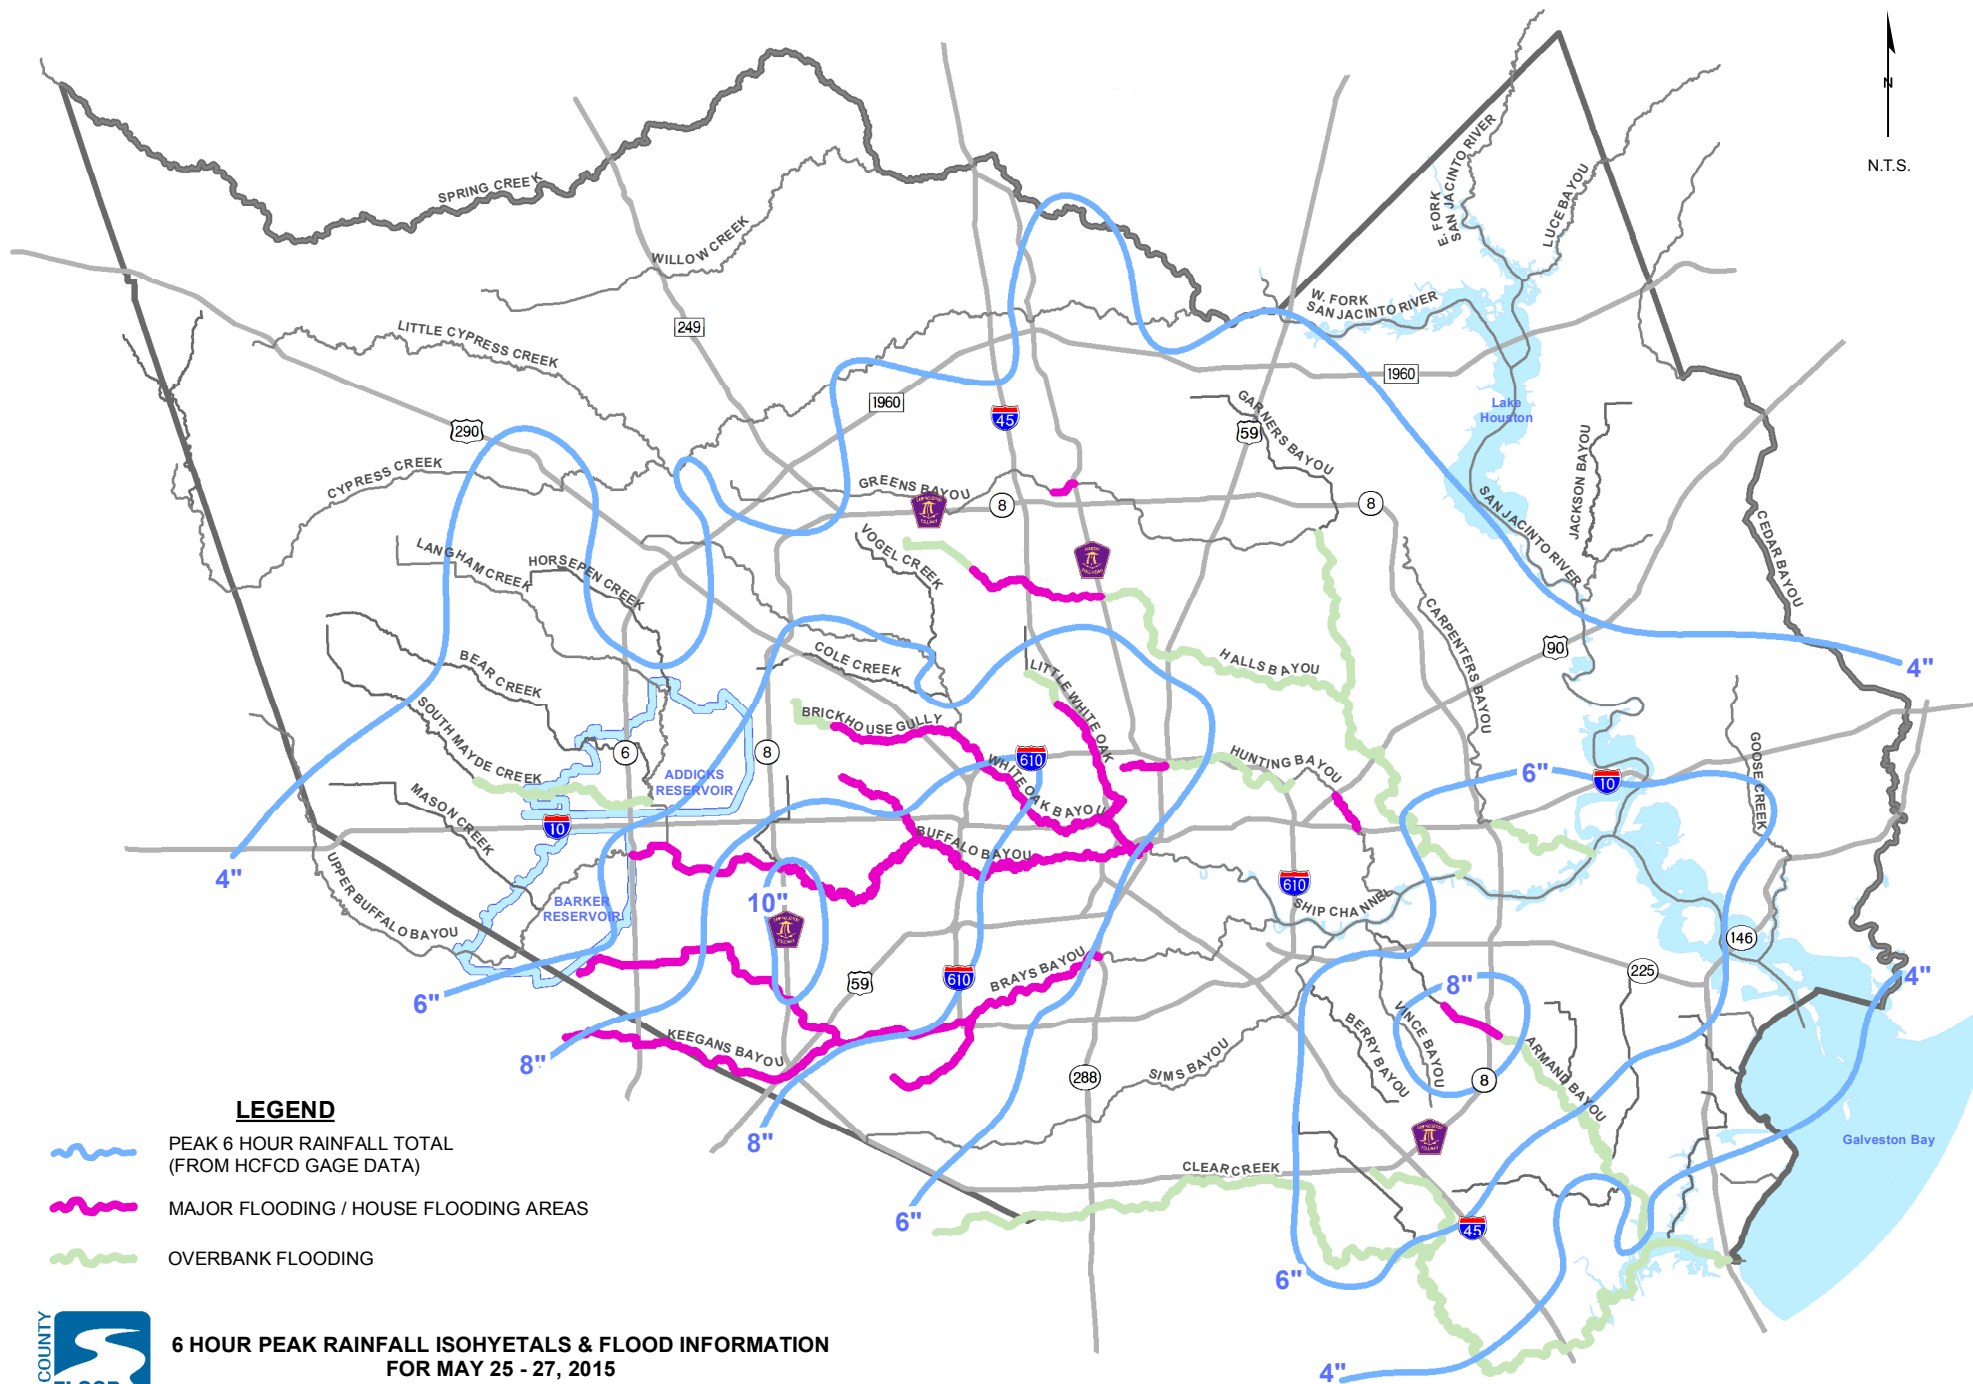 N
N.T.S.
SPRING CREEK
WILLOW CREEK
E. FORK
SAN JACINTO RIVER
LUCE BAYOU
W. FORK
SAN JACINTO RIVER
LITTLE CYPRESS CREEK
249
1960
1960
Lake
Houston
290
45
59
GARNERS BAYOU
CYPRESS CREEK
GREENS BAYOU
8
8
SAN JACINTO RIVER
JACKSON BAYOU
CEDAR BAYOU
LANGHAM CREEK
HORSEPEN CREEK
VOGEL CREEK
CARPENTERS BAYOU
90
BEAR CREEK
COLE CREEK
LITTLE WHITE OAK
HALLS BAYOU
4"
SOUTH MAYDE CREEK
BRICKHOUSE GULLY
6
8
ADDICKS
RESERVOIR
610
WHITE OAK BAYOU
HUNTING BAYOU
6"
10
GOOSE CREEK
MASON CREEK
10
BUFFALO BAYOU
4"
UPPER BUFFALO BAYOU
BARKER
RESERVOIR
10"
610
SHIP CHANNEL
146
225
4"
6"
59
610
BRAYS BAYOU
8"
VINCE BAYOU
BERRY BAYOU
ARMAND BAYOU
8"
KEEGANS BAYOU
288
SIMS BAYOU
8
8"
Galveston Bay
CLEAR CREEK
6"
45
6"
4"
LEGEND
PEAK 6 HOUR RAINFALL TOTAL
(FROM HCFCD GAGE DATA)
MAJOR FLOODING / HOUSE FLOODING AREAS
OVERBANK FLOODING
COUNTY
FLOOD
6 HOUR PEAK RAINFALL ISOHYETALS & FLOOD INFORMATION
FOR MAY 25 - 27, 2015